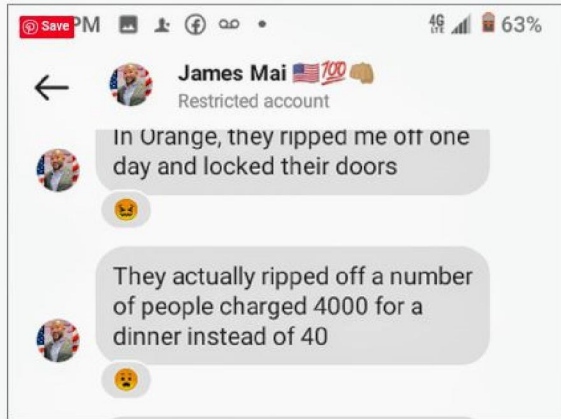 Save PM 4G LTE 63%
James Mai 🇺🇸💯👊🏽
Restricted account
In Orange, they ripped me off one
day and locked their doors
They actually ripped off a number
of people charged 4000 for a
dinner instead of 40